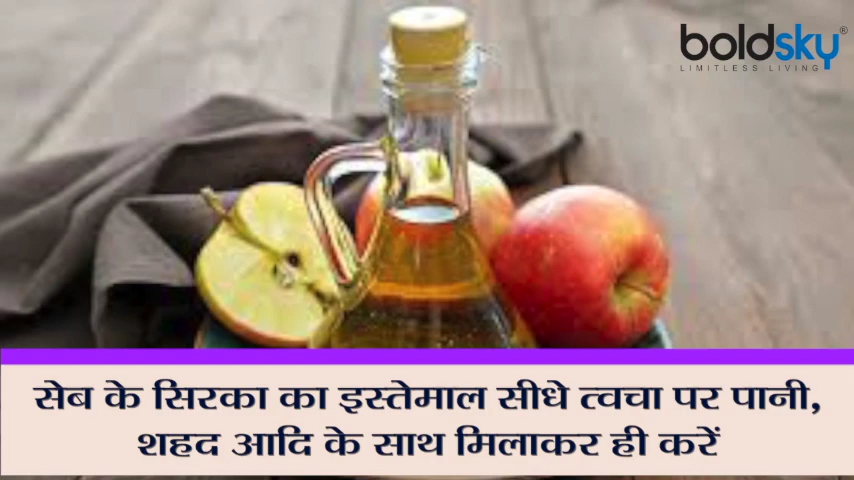 boldsky®
LIMITLESS LIVING
सेब के सिरका का इस्तेमाल सीधे त्वचा पर पानी,
शहद आदि के साथ मिलाकर ही करें